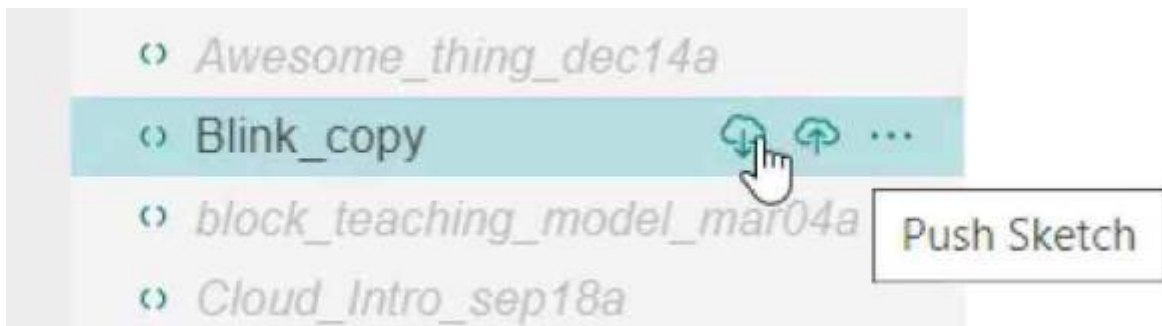 Awesome_thing_dec14a
Blink_copy
block_teaching_model_mar04a
Push Sketch
Cloud_Intro_sep18a